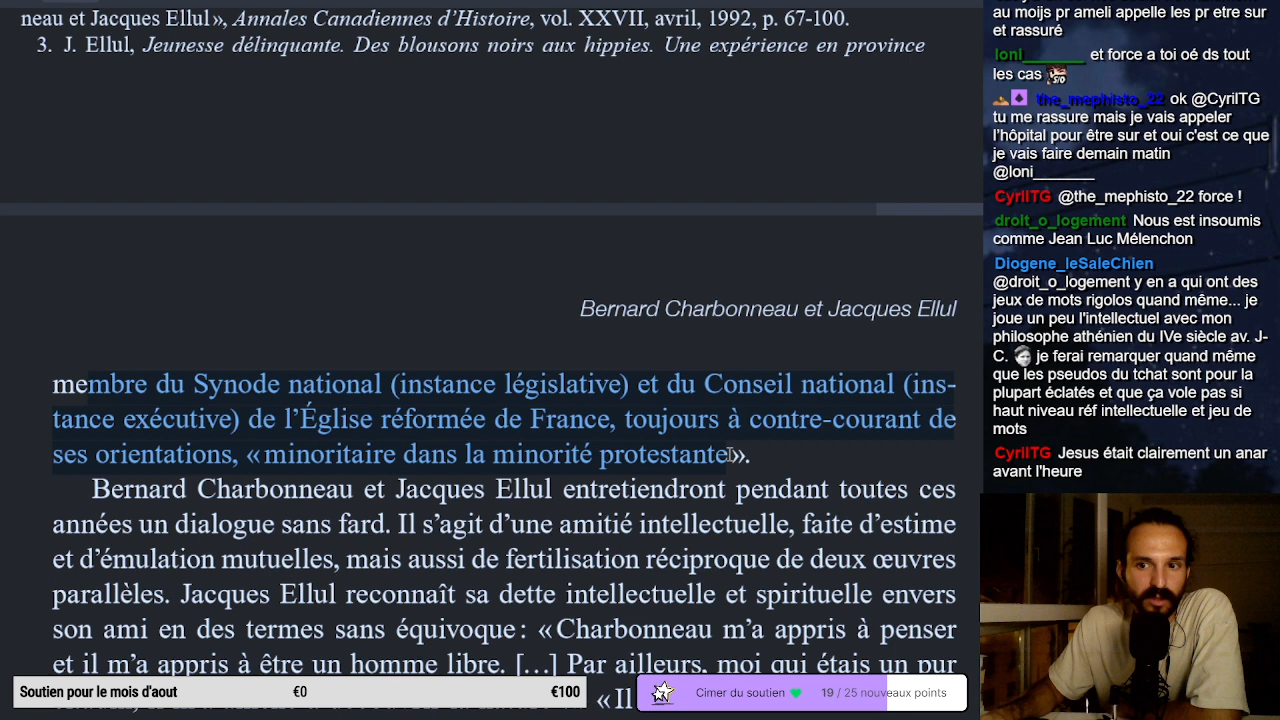 neau et Jacques Ellul», Annales Canadiennes d’Histoire, vol. XXVII, avril, 1992, p. 67-100.
3. J. Ellul, Jeunesse délinquante. Des blousons noirs aux hippies. Une expérience en province
Bernard Charbonneau et Jacques Ellul
membre du Synode national (instance législative) et du Conseil national (ins-
tance exécutive) de l’Église réformée de France, toujours à contre-courant de
ses orientations, « minoritaire dans la minorité protestante ».
Bernard Charbonneau et Jacques Ellul entretiendront pendant toutes ces
années un dialogue sans fard. Il s’agit d’une amitié intellectuelle, faite d’estime
et d’émulation mutuelles, mais aussi de fertilisation réciproque de deux œuvres
parallèles. Jacques Ellul reconnaît sa dette intellectuelle et spirituelle envers
son ami en des termes sans équivoque : « Charbonneau m’a appris à penser
et il m’a appris à être un homme libre. […] Par ailleurs, moi qui étais un pur
« Il
Soutien pour le mois d'aout €0 €100
Cimer du soutien 19 / 25 nouveaux points
au moijs pr ameli appelle les pr etre sur
et rassuré
loni_______ et force a toi oé ds tout
les cas
the_mephisto_22 ok @CyrilTG
tu me rassure mais je vais appeler
l’hôpital pour être sur et oui c'est ce que
je vais faire demain matin
@loni_______
CyrilTG @the_mephisto_22 force !
droit_o_logement Nous est insoumis
comme Jean Luc Mélenchon
Diogene_leSaleChien
@droit_o_logement y en a qui ont des
jeux de mots rigolos quand même... je
joue un peu l'intellectuel avec mon
philosophe athénien du IVe siècle av. J-
C. je ferai remarquer quand même
que les pseudos du tchat sont pour la
plupart éclatés et que ça vole pas si
haut niveau réf intellectuelle et jeu de
mots
CyrilTG Jesus était clairement un anar
avant l'heure